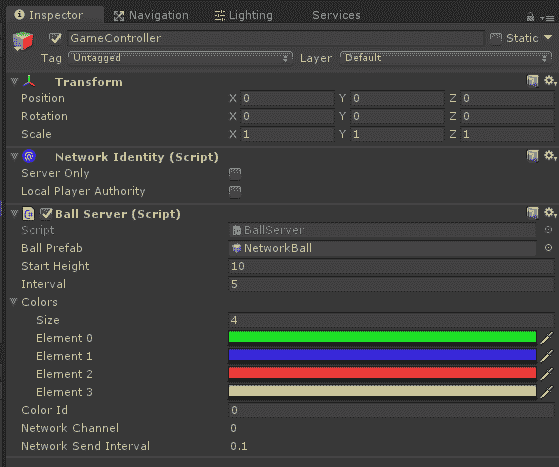 Inspector Navigation Lighting Services
GameController Static
Tag Untagged Layer Default
Transform
Position X 0 Y 0 Z 0
Rotation X 0 Y 0 Z 0
Scale X 1 Y 1 Z 1
Network Identity (Script)
Server Only
Local Player Authority
Ball Server (Script)
Script BallServer
Ball Prefab NetworkBall
Start Height 10
Interval 5
Colors
Size 4
Element 0
Element 1
Element 2
Element 3
Color Id 0
Network Channel 0
Network Send Interval 0.1